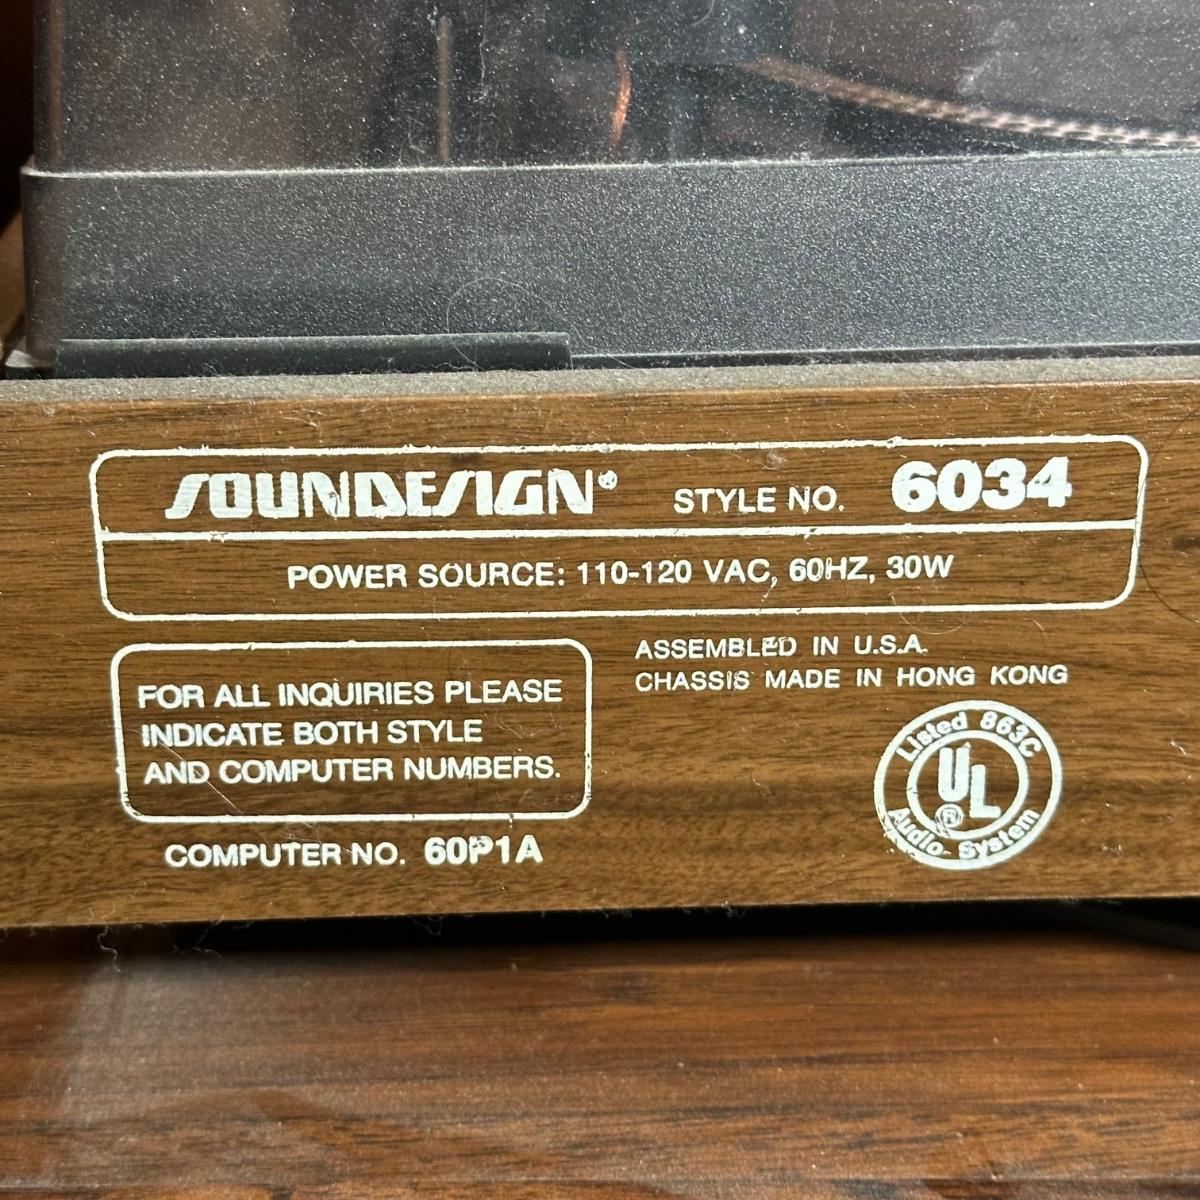 SOUNDESIGN® STYLE NO. 6034
POWER SOURCE: 110-120 VAC, 60HZ, 30W
FOR ALL INQUIRIES PLEASE
INDICATE BOTH STYLE
AND COMPUTER NUMBERS.
COMPUTER NO. 60P1A
ASSEMBLED IN U.S.A.
CHASSIS MADE IN HONG KONG
Listed 863C
UL®
Audio System